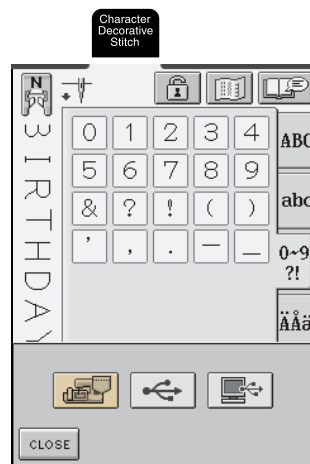 Character
Decorative
Stitch
N
BIRTHDAY
0 1 2 3 4
ABC
5 6 7 8 9
abc
& ? ! ( )
' , . — _
0~9
?!
ÄÅä
CLOSE